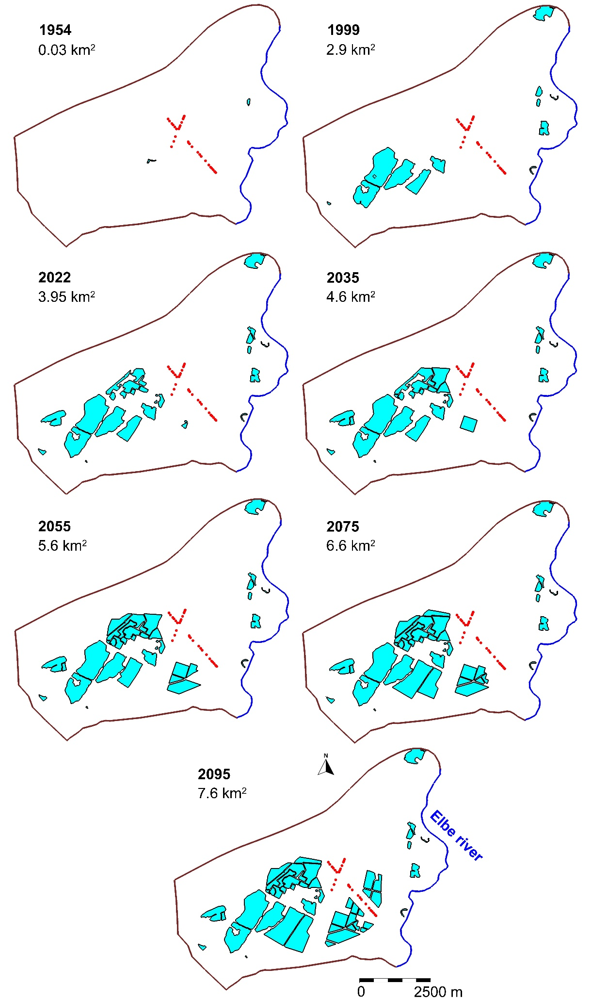 1954
0.03 km²
1999
2.9 km²
2022
3.95 km²
2035
4.6 km²
2055
5.6 km²
2075
6.6 km²
N
2095
7.6 km²
Elbe river
0 2500 m